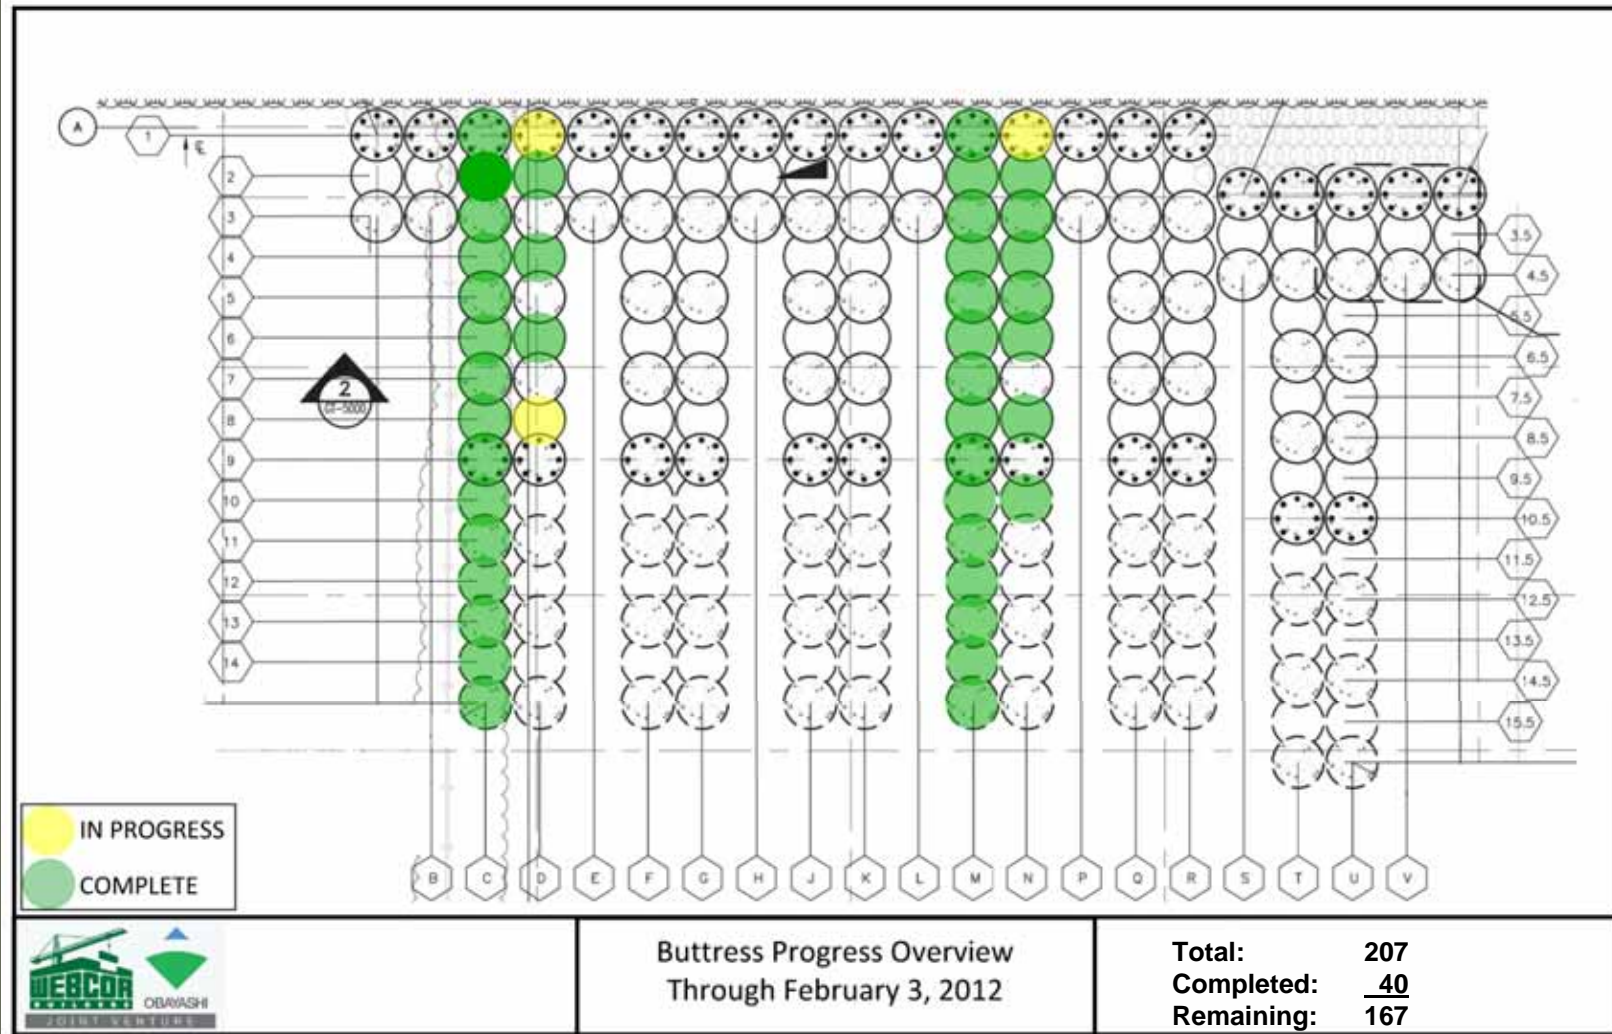 A
1
2
3
4
5
6
7
8
9
10
11
12
13
14
2
CT-5000
3.5
4.5
5.5
6.5
7.5
8.5
9.5
10.5
11.5
12.5
13.5
14.5
15.5
B C D E F G H J K L M N P Q R S T U V
IN PROGRESS
COMPLETE
WEBCOR
BUILDERS
OBAYASHI
JOINT VENTURE
Buttress Progress Overview
Through February 3, 2012
Total: 207
Completed: 40
Remaining: 167